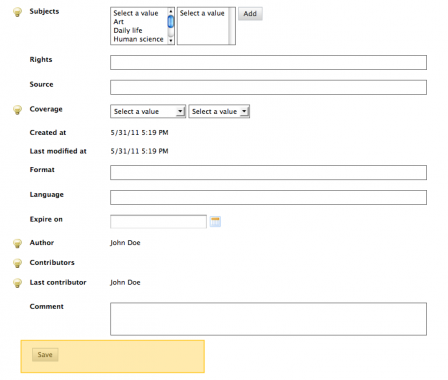 Subjects
Select a value
Art
Daily life
Human science
Select a value
Add
Rights
Source
Coverage
Select a value
Select a value
Created at 5/31/11 5:19 PM
Last modified at 5/31/11 5:19 PM
Format
Language
Expire on
Author John Doe
Contributors
Last contributor John Doe
Comment
Save